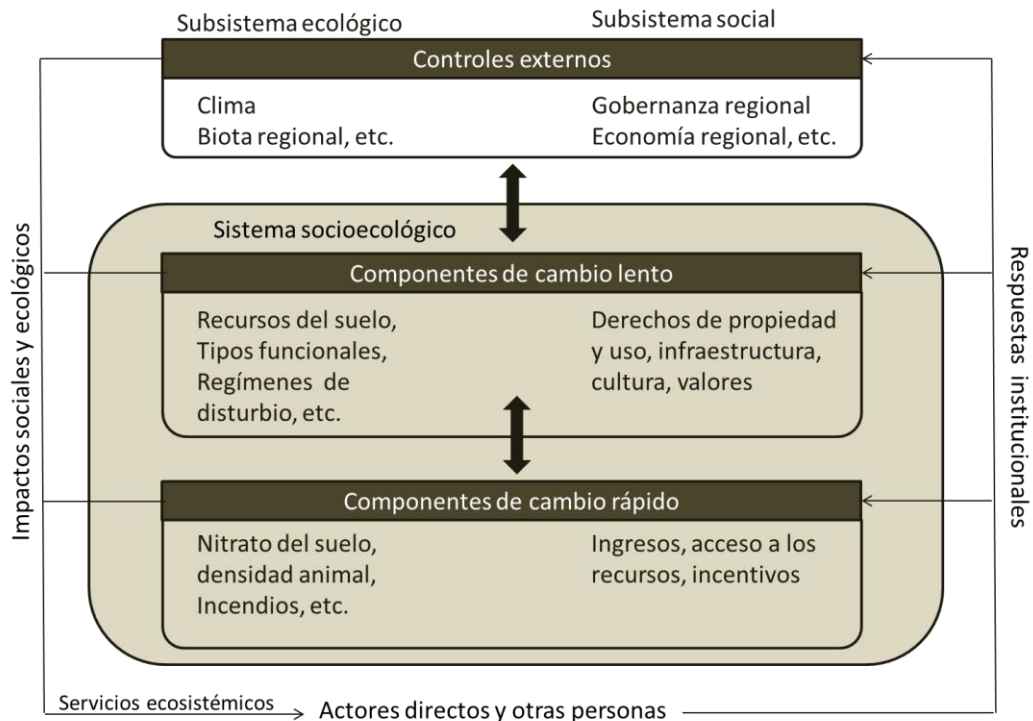 Subsistema ecológico
Subsistema social
Controles externos
Clima
Biota regional, etc.
Gobernanza regional
Economía regional, etc.
Sistema socioecológico
Componentes de cambio lento
Recursos del suelo,
Tipos funcionales,
Regímenes de
disturbio, etc.
Derechos de propiedad
y uso, infraestructura,
cultura, valores
Componentes de cambio rápido
Nitrato del suelo,
densidad animal,
Incendios, etc.
Ingresos, acceso a los
recursos, incentivos
Impactos sociales y ecológicos
Respuestas institucionales
Servicios ecosistémicos
Actores directos y otras personas